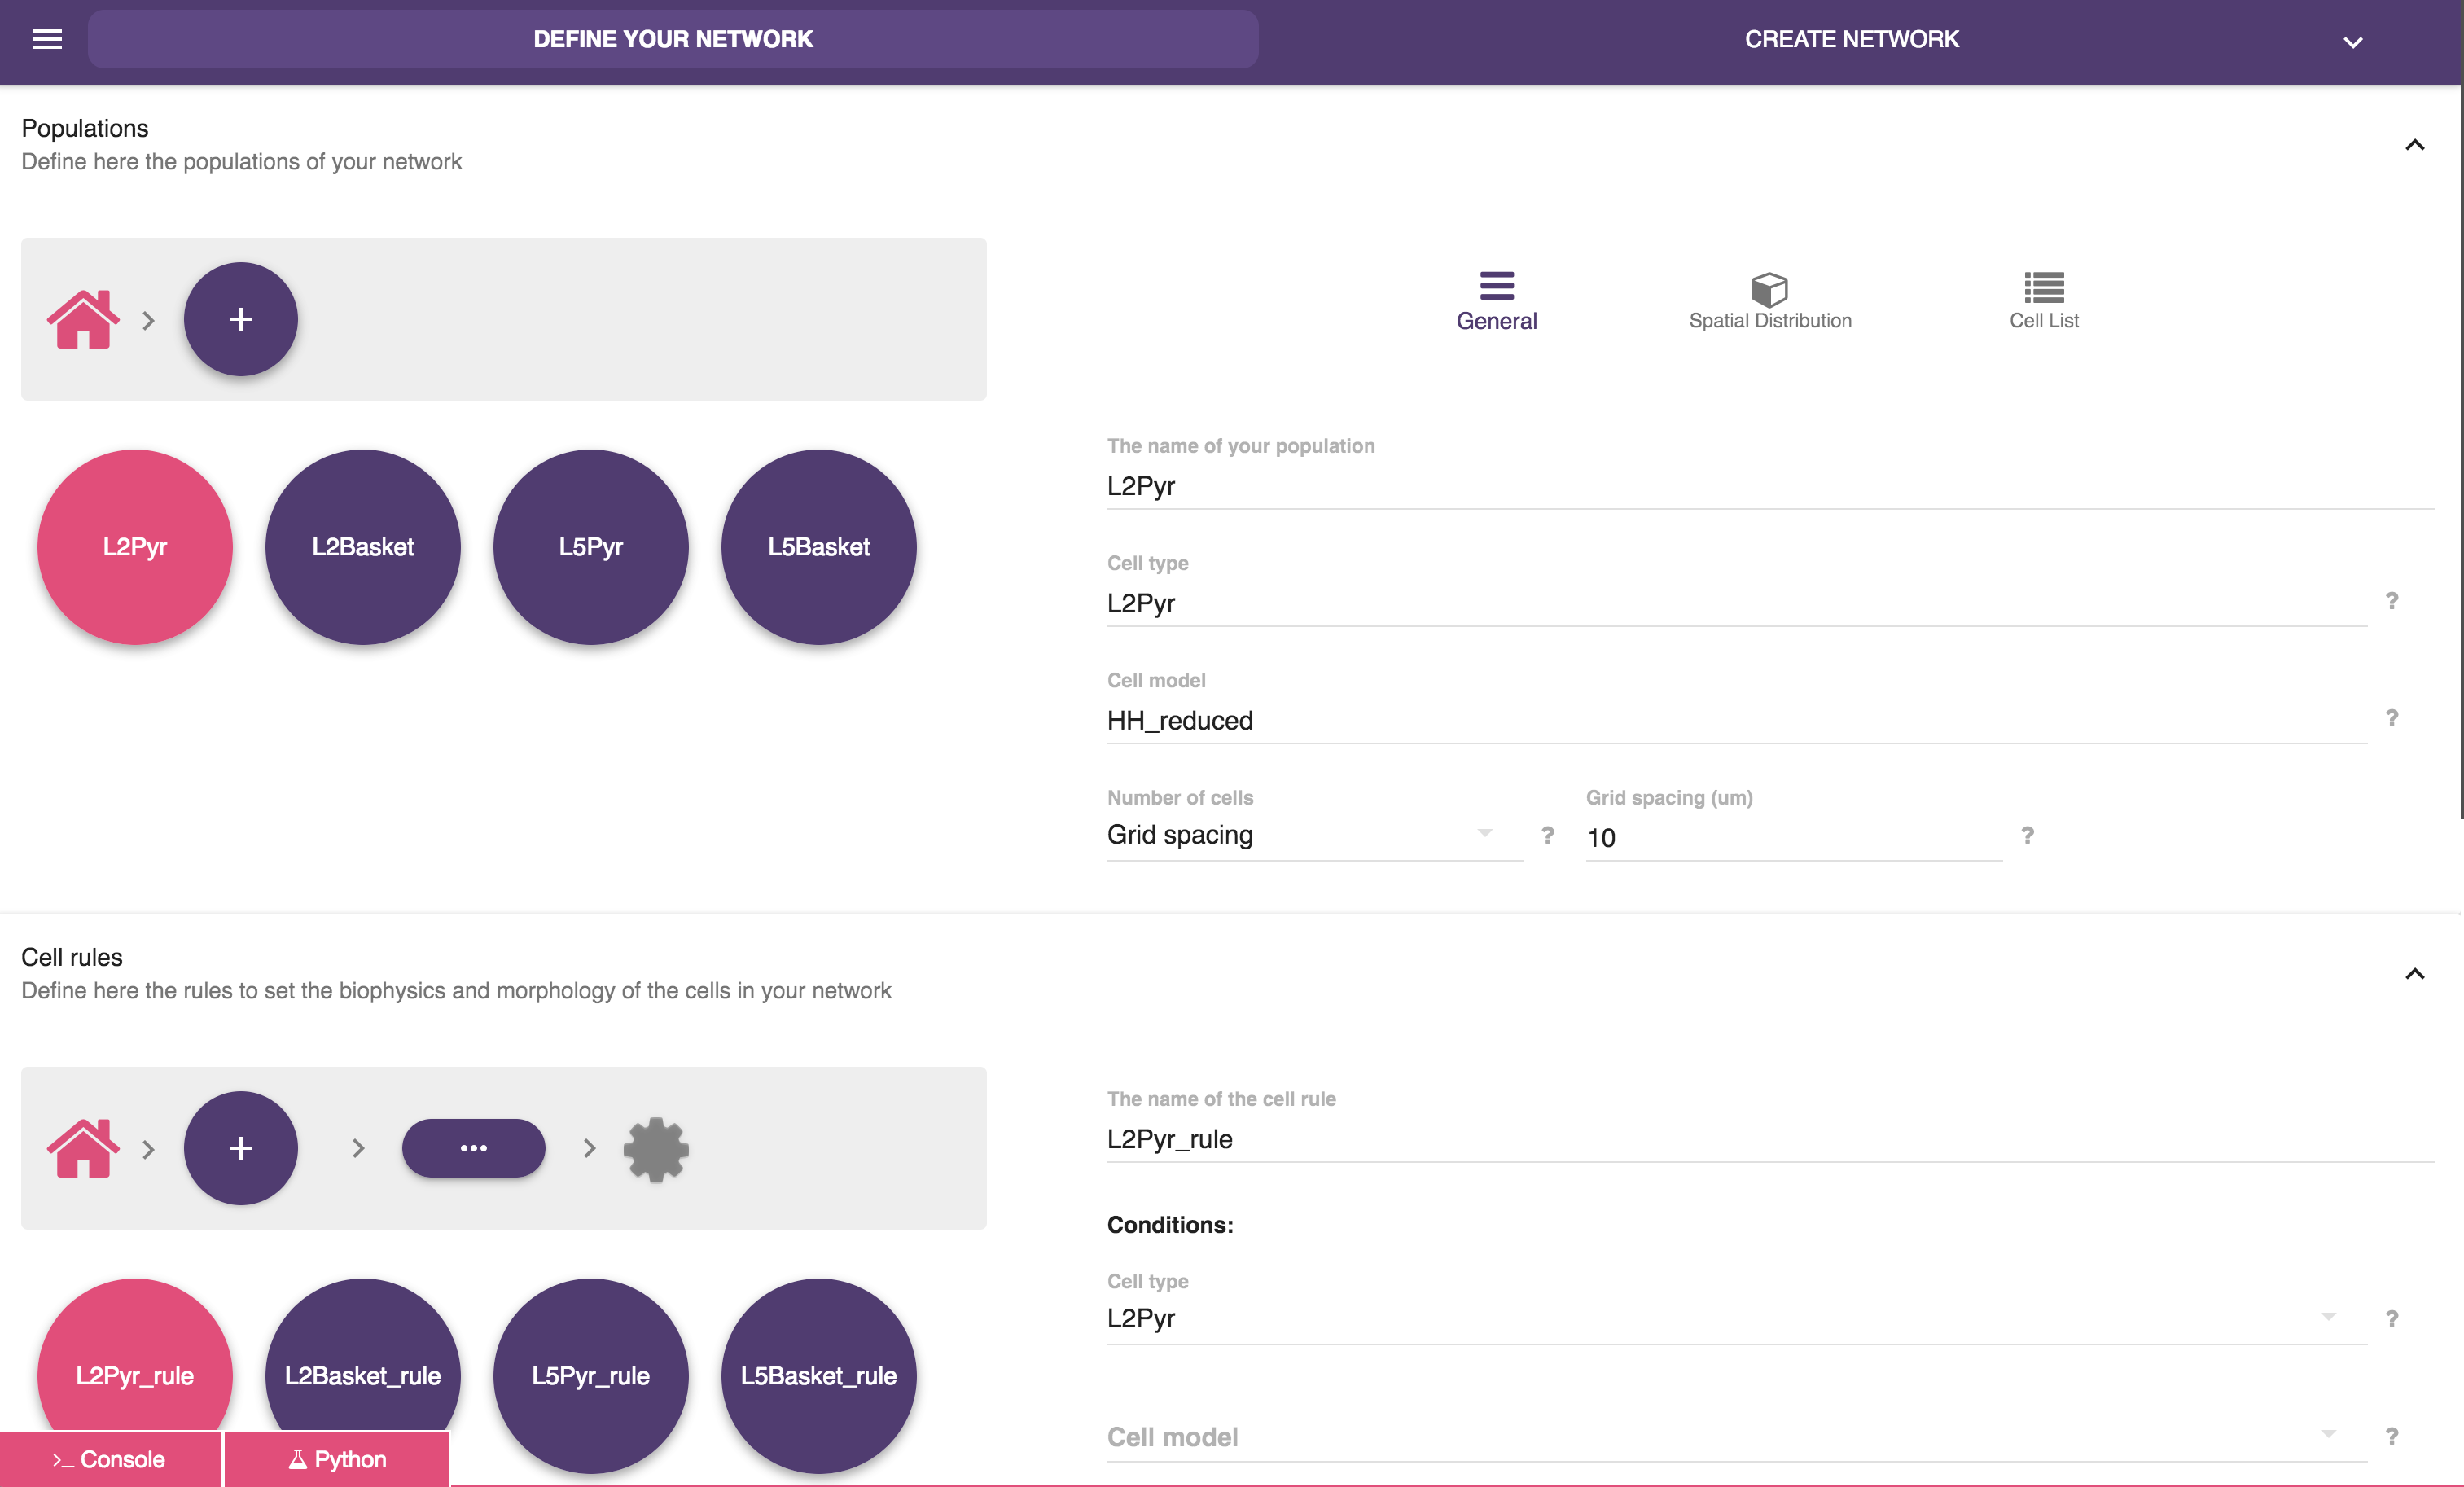 DEFINE YOUR NETWORK
CREATE NETWORK
Populations
Define here the populations of your network
+
General
Spatial Distribution
Cell List
L2Pyr
L2Basket
L5Pyr
L5Basket
The name of your population
L2Pyr
Cell type
L2Pyr
?
Cell model
HH_reduced
?
Number of cells
Grid spacing
?
Grid spacing (um)
10
?
Cell rules
Define here the rules to set the biophysics and morphology of the cells in your network
+
...
L2Pyr_rule
L2Basket_rule
L5Pyr_rule
L5Basket_rule
The name of the cell rule
L2Pyr_rule
Conditions:
Cell type
L2Pyr
?
Cell model
?
>_ Console
Python